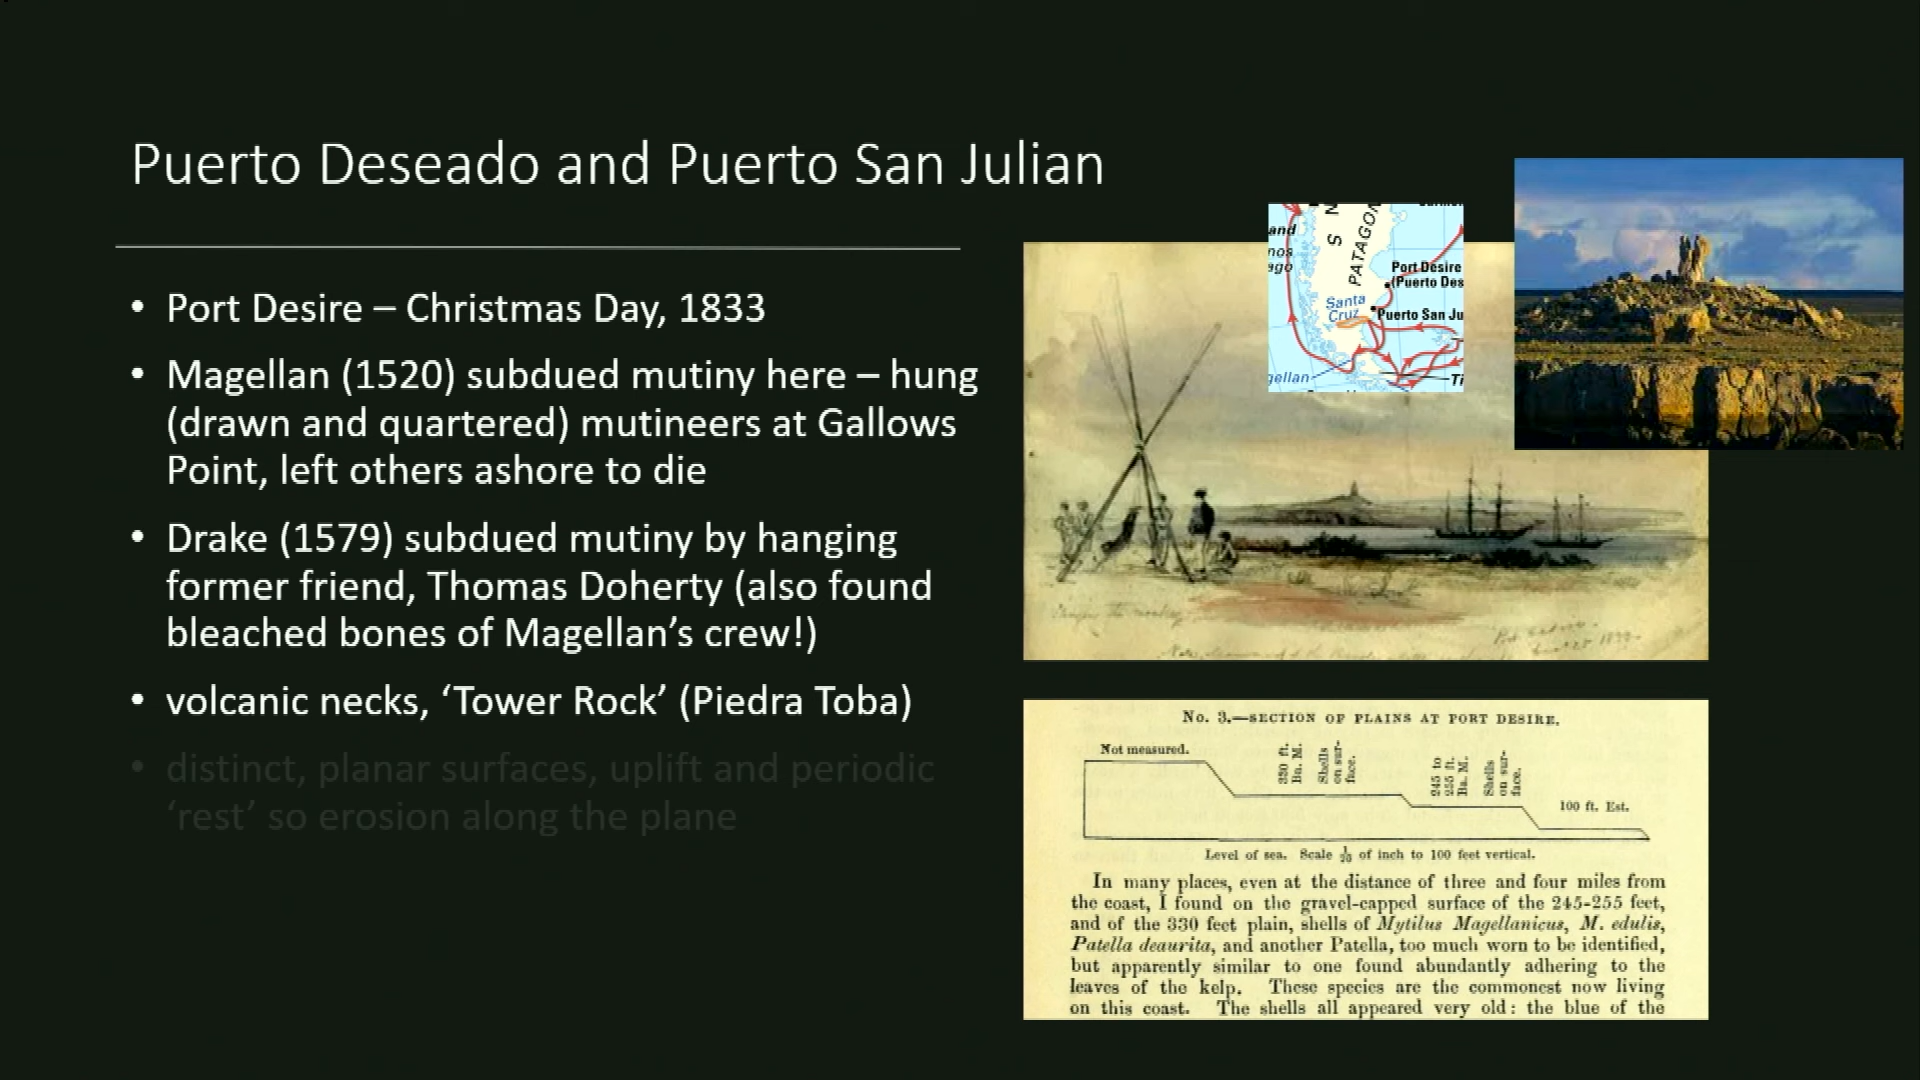 Puerto Deseado and Puerto San Julian
• Port Desire – Christmas Day, 1833
• Magellan (1520) subdued mutiny here – hung
(drawn and quartered) mutineers at Gallows
Point, left others ashore to die
• Drake (1579) subdued mutiny by hanging
former friend, Thomas Doherty (also found
bleached bones of Magellan’s crew!)
• volcanic necks, ‘Tower Rock’ (Piedra Toba)
• distinct, planar surfaces, uplift and periodic
‘rest’ so erosion along the plane
and
nos
ago
S N
PATAGON
Port Desire
(Puerto Des
Santa
Cruz
Puerto San Ju
gellan
Ti
No. 3.—SECTION OF PLAINS AT PORT DESIRE.
Not measured.
330 ft.
Ba. M.
Shells
on sur-
face.
245 to
255 ft.
Ba. M.
Shells
on sur-
face.
100 ft. Est.
Level of sea. Scale 1/20 of inch to 100 feet vertical.
In many places, even at the distance of three and four miles from
the coast, I found on the gravel-capped surface of the 245-255 feet,
and of the 330 feet plain, shells of Mytilus Magellanicus, M. edulis,
Patella deaurita, and another Patella, too much worn to be identified,
but apparently similar to one found abundantly adhering to the
leaves of the kelp. These species are the commonest now living
on this coast. The shells all appeared very old: the blue of the